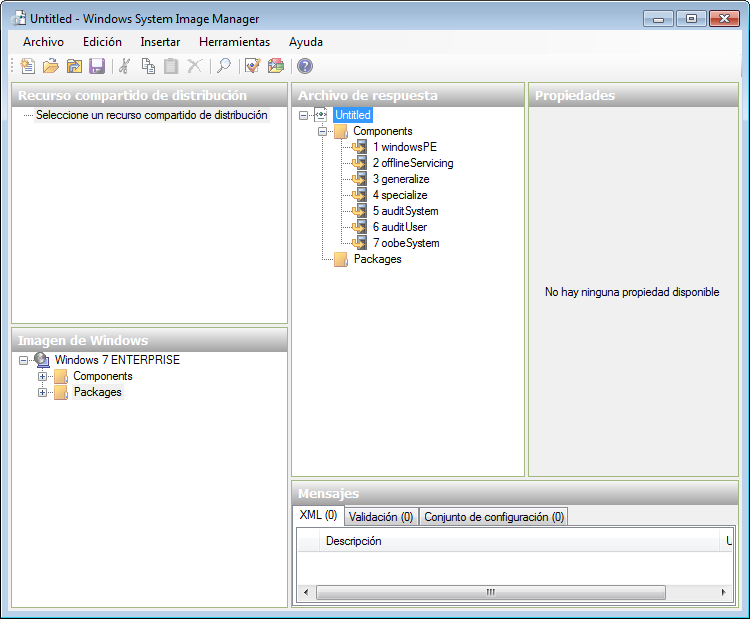 Untitled - Windows System Image Manager
Archivo Edición Insertar Herramientas Ayuda
Recurso compartido de distribución
Seleccione un recurso compartido de distribución
Imagen de Windows
Windows 7 ENTERPRISE
Components
Packages
Archivo de respuesta
Untitled
Components
1 windowsPE
2 offlineServicing
3 generalize
4 specialize
5 auditSystem
6 auditUser
7 oobeSystem
Packages
Propiedades
No hay ninguna propiedad disponible
Mensajes
XML (0) Validación (0) Conjunto de configuración (0)
Descripción U